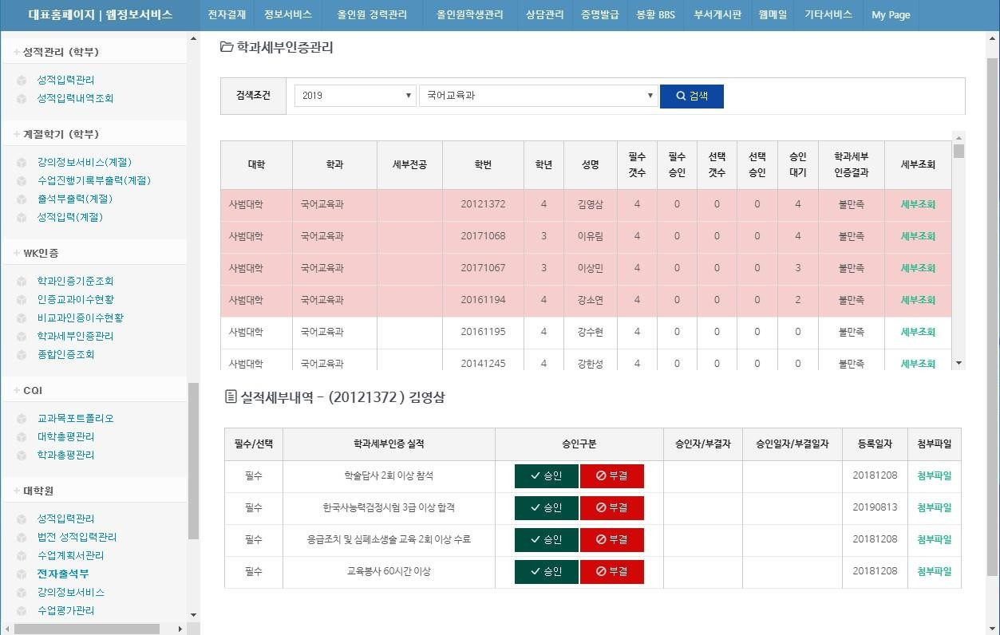 대표홈페이지 | 웹정보서비스
전자결재 정보서비스 올인원 경력관리 올인원학생관리 상담관리 증명발급 봉황 BBS 부서게시판 웹메일 기타서비스 My Page
성적관리 (학부)
성적입력관리
성적입력내역조회
계절학기 (학부)
강의정보서비스(계절)
수업진행기록부출력(계절)
출석부출력(계절)
성적입력(계절)
WK인증
학과인증기준조회
인증교과이수현황
비교과인증이수현황
학과세부인증관리
종합인증조회
CQI
교과목포트폴리오
대학총평관리
학과총평관리
대학원
성적입력관리
법전 성적입력관리
수업계획서관리
전자출석부
강의정보서비스
수업평가관리
학과세부인증관리
검색조건 2019 국어교육과 검색
대학 학과 세부전공 학번 학년 성명 필수 갯수 필수 승인 선택 갯수 선택 승인 승인 대기 학과세부 인증결과 세부조회
사범대학 국어교육과 20121372 4 김영삼 4 0 0 0 4 불만족 세부조회
사범대학 국어교육과 20171068 3 이유림 4 0 0 0 4 불만족 세부조회
사범대학 국어교육과 20171067 3 이상민 4 0 0 0 3 불만족 세부조회
사범대학 국어교육과 20161194 4 강소연 4 0 0 0 2 불만족 세부조회
사범대학 국어교육과 20161195 4 강수현 4 0 0 0 0 불만족 세부조회
사범대학 국어교육과 20141245 4 강한성 4 0 0 0 0 불만족 세부조회
실적세부내역 - (20121372 ) 김영삼
필수/선택 학과세부인증 실적 승인구분 승인자/부결자 승인일자/부결일자 등록일자 첨부파일
필수 학술답사 2회 이상 참석 승인 부결 20181208 첨부파일
필수 한국사능력검정시험 3급 이상 합격 승인 부결 20190813 첨부파일
필수 응급조치 및 심폐소생술 교육 2회 이상 수료 승인 부결 20181208 첨부파일
필수 교육봉사 60시간 이상 승인 부결 20181208 첨부파일